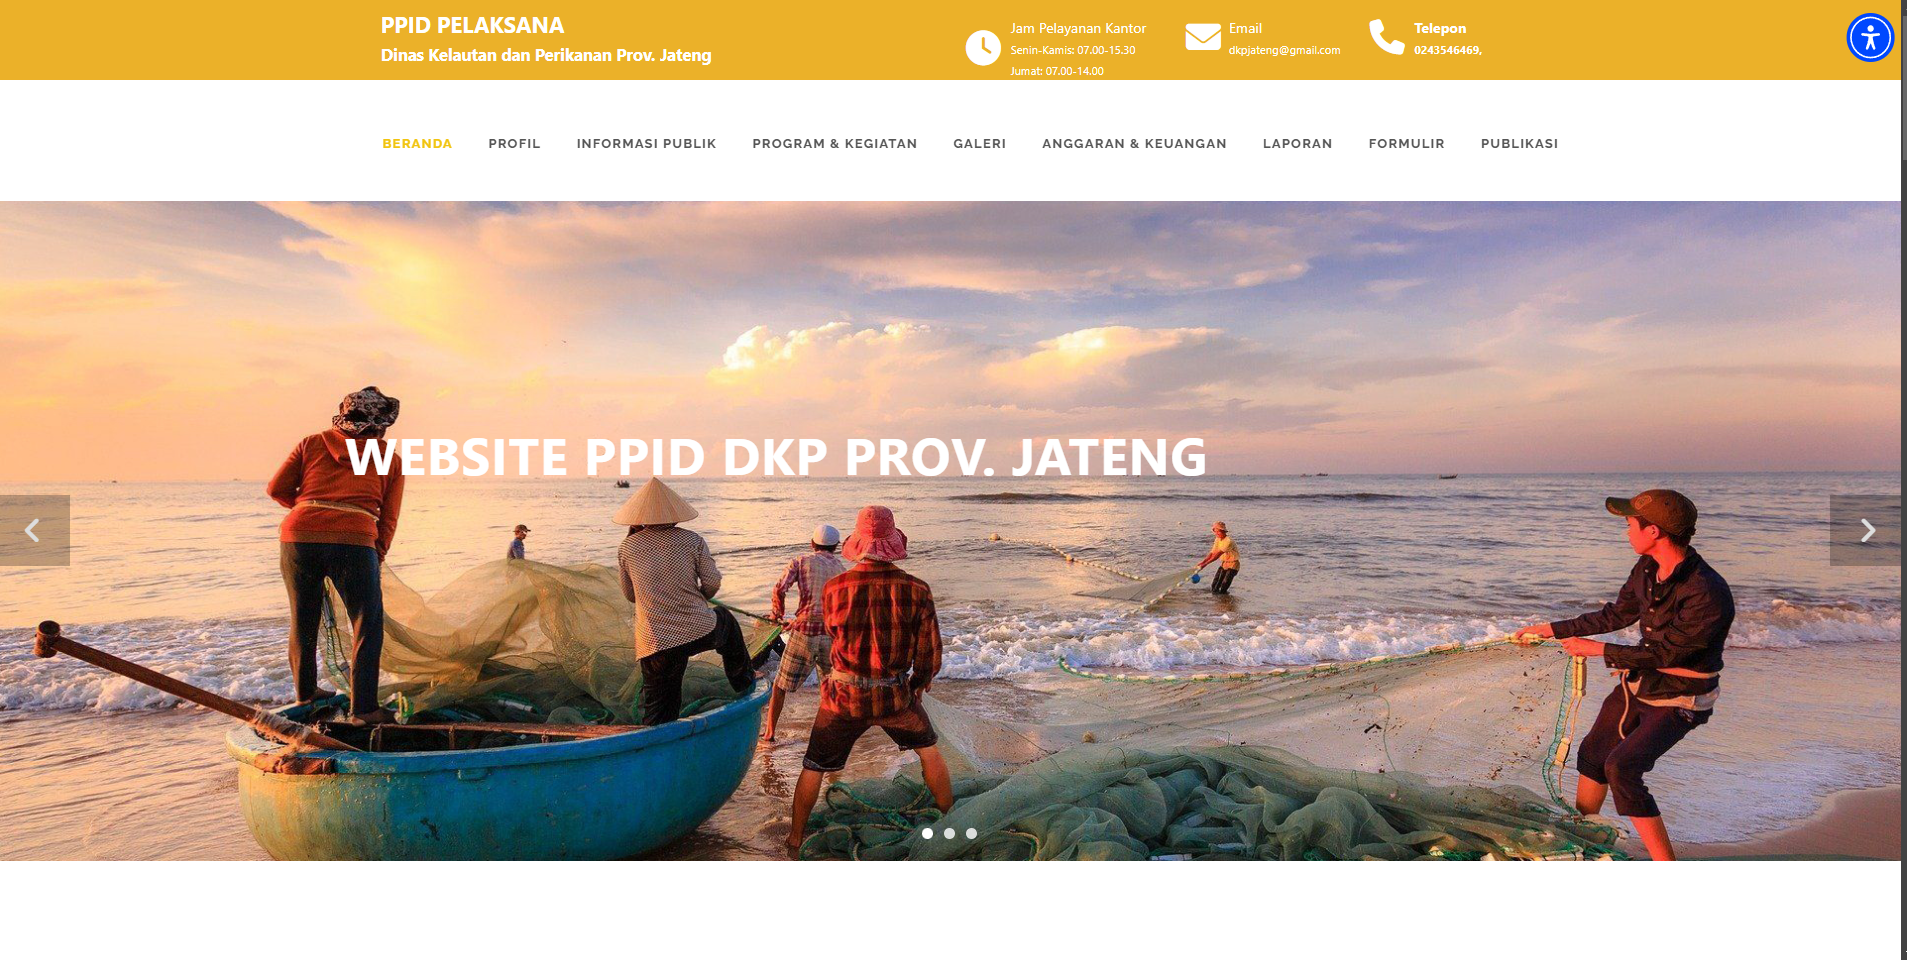 PPID PELAKSANA
Dinas Kelautan dan Perikanan Prov. Jateng
Jam Pelayanan Kantor
Senin-Kamis: 07.00-15.30
Jumat: 07.00-14.00
Email
dkpjateng@gmail.com
Telepon
0243546469,
BERANDA PROFIL INFORMASI PUBLIK PROGRAM & KEGIATAN GALERI ANGGARAN & KEUANGAN LAPORAN FORMULIR PUBLIKASI
WEBSITE PPID DKP PROV. JATENG